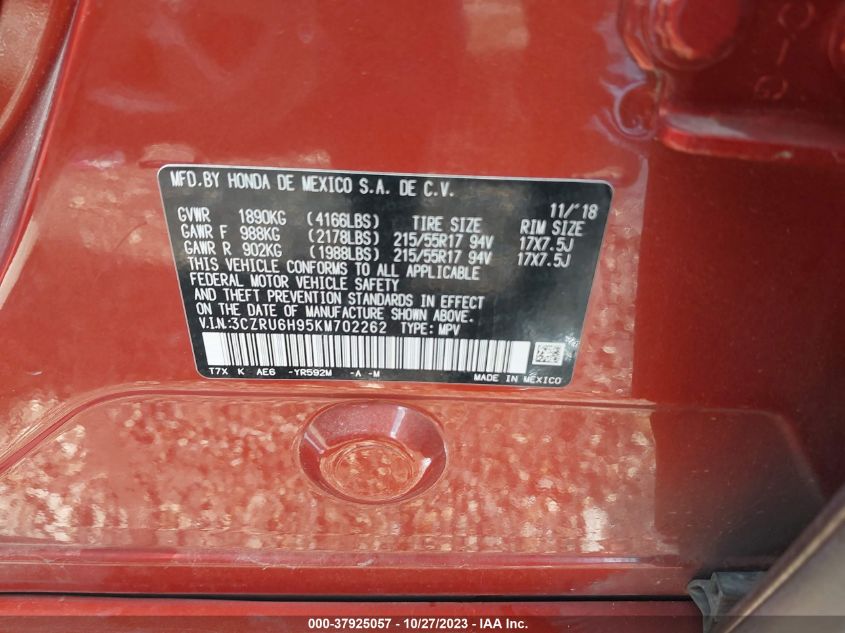 MFD.BY HONDA DE MEXICO S.A. DE C.V.
11/'18
GVWR 1890KG (4166LBS) TIRE SIZE RIM SIZE
GAWR F 988KG (2178LBS) 215/55R17 94V 17X7.5J
GAWR R 902KG (1988LBS) 215/55R17 94V 17X7.5J
THIS VEHICLE CONFORMS TO ALL APPLICABLE
FEDERAL MOTOR VEHICLE SAFETY
AND THEFT PREVENTION STANDARDS IN EFFECT
ON THE DATE OF MANUFACTURE SHOWN ABOVE.
V.I.N:3CZRU6H95KM702262 TYPE: MPV
T7X K AE6 -YR592M -A -M MADE IN MEXICO
000-37925057 - 10/27/2023 - IAA Inc.